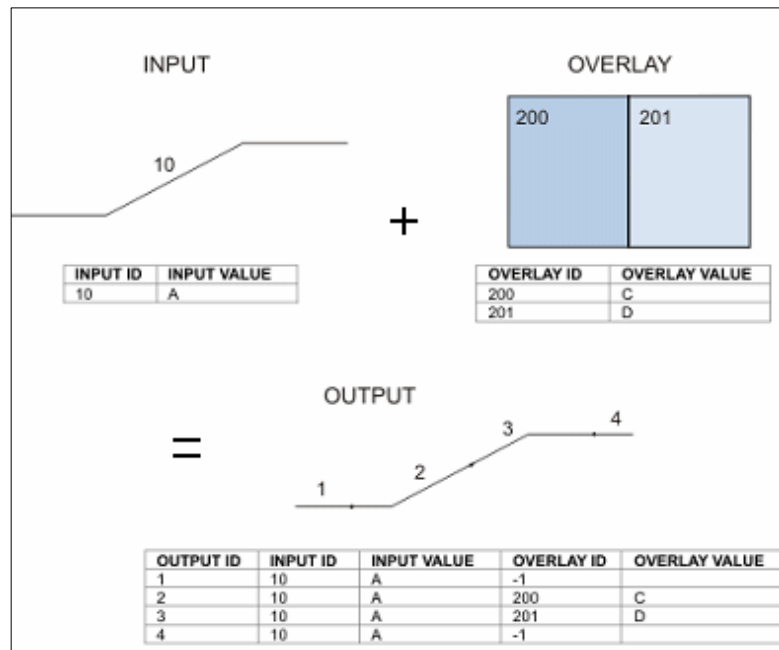 INPUT
OVERLAY
10
200 201
+
INPUT ID INPUT VALUE
10 A
OVERLAY ID OVERLAY VALUE
200 C
201 D
OUTPUT
=
1 2 3 4
OUTPUT ID INPUT ID INPUT VALUE OVERLAY ID OVERLAY VALUE
1 10 A -1
2 10 A 200 C
3 10 A 201 D
4 10 A -1